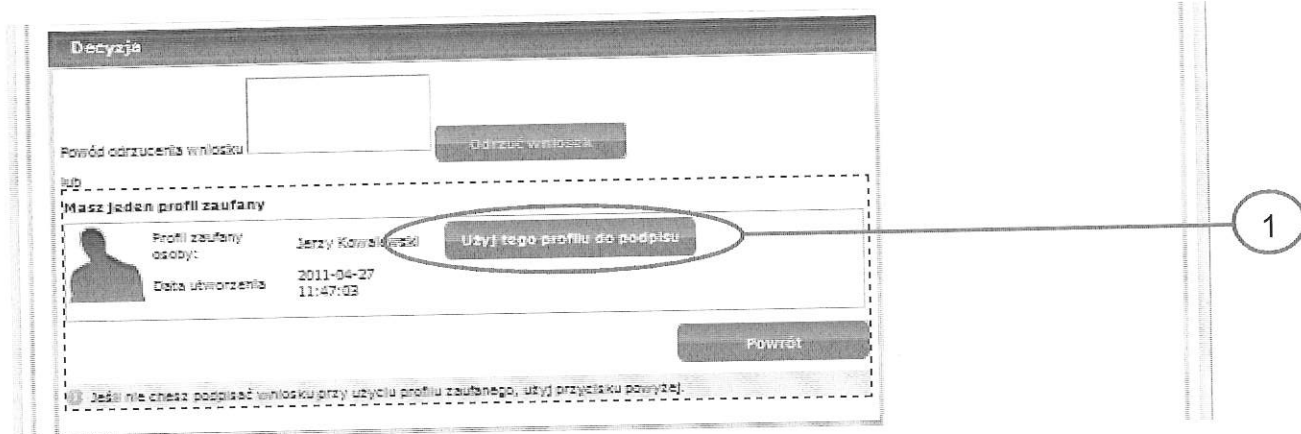 Decyzja
Powód odrzucenia wniosku
Odrzuć wniosek
lub
Masz jeden profil zaufany
Profil zaufany osoby:
Jerzy Kowalewski
Użyj tego profilu do podpisu
1
Data utworzenia
2011-04-27
11:47:03
Powrót
Jeśli nie chesz podpisać wniosku przy użyciu profilu zaufanego, użyj przycisku powyżej.